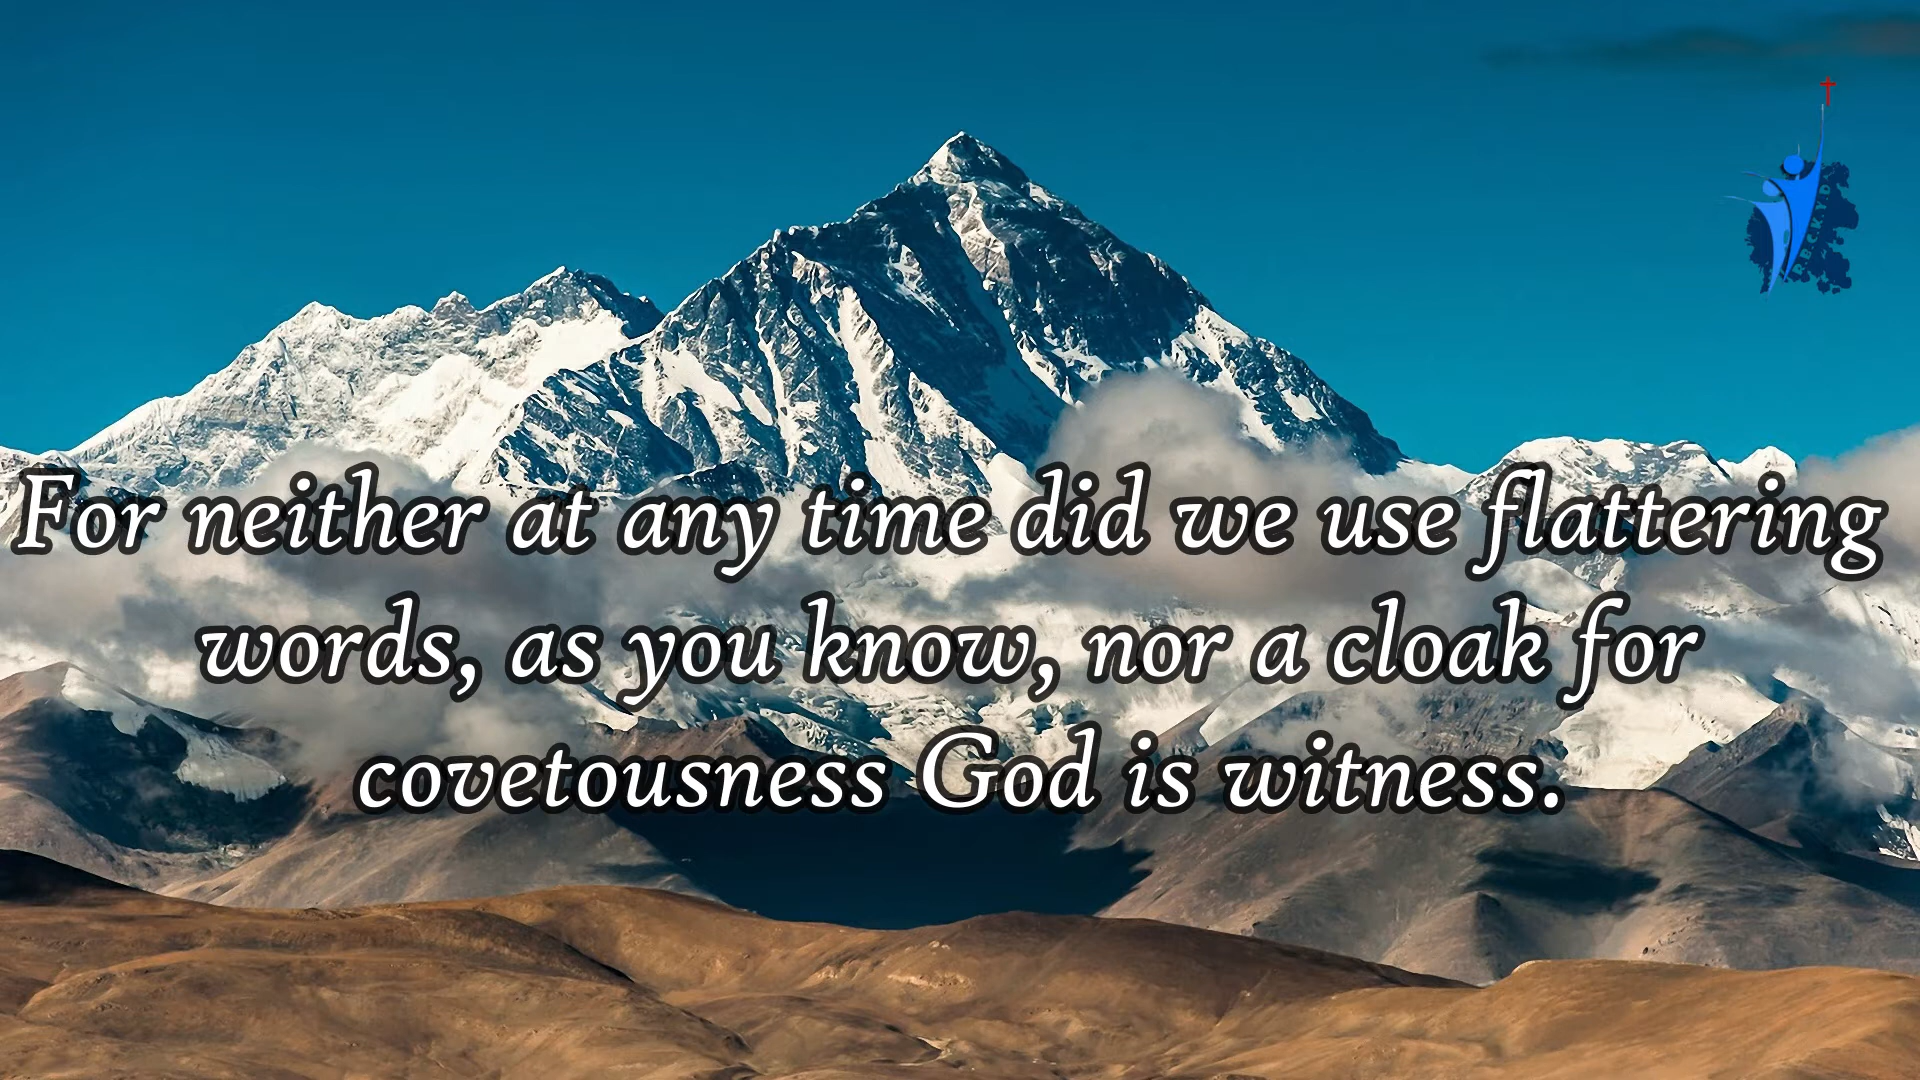 For neither at any time did we use flattering
words, as you know, nor a cloak for
covetousness God is witness.